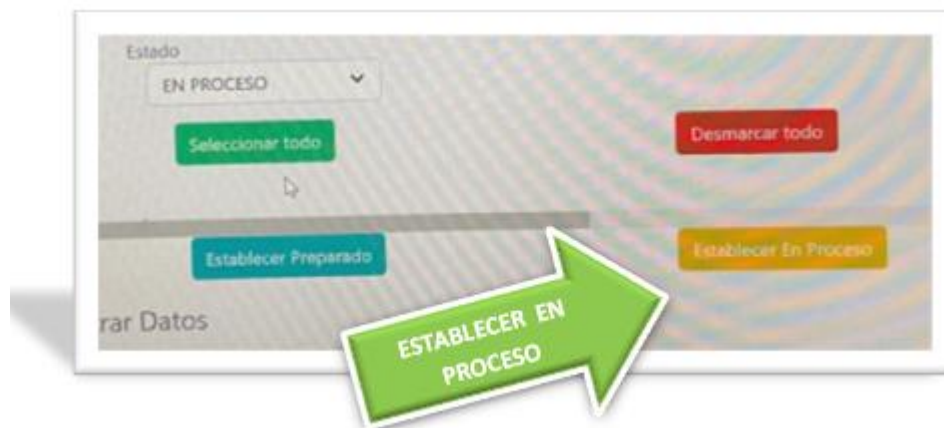 Estado
EN PROCESO
Seleccionar todo
Desmarcar todo
Establecer Preparado
Establecer En Proceso
rar Datos
ESTABLECER EN
PROCESO